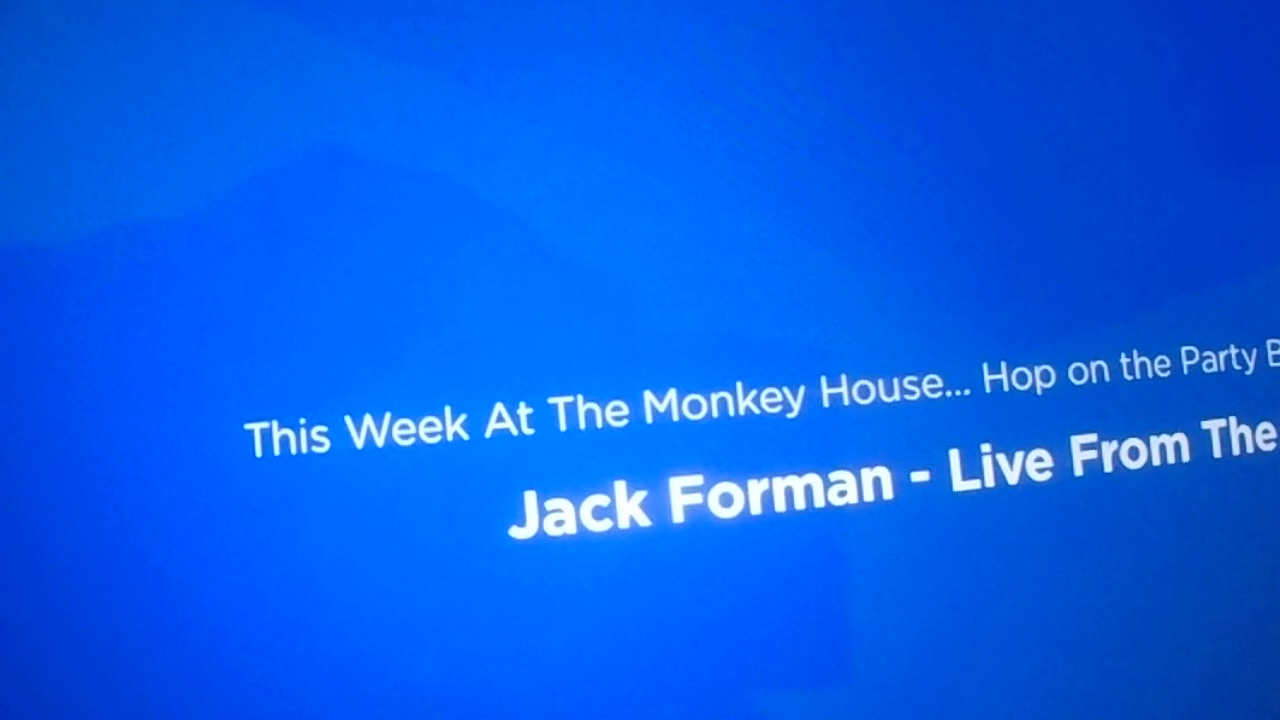 This Week At The Monkey House... Hop on the Party
Jack Forman - Live From The